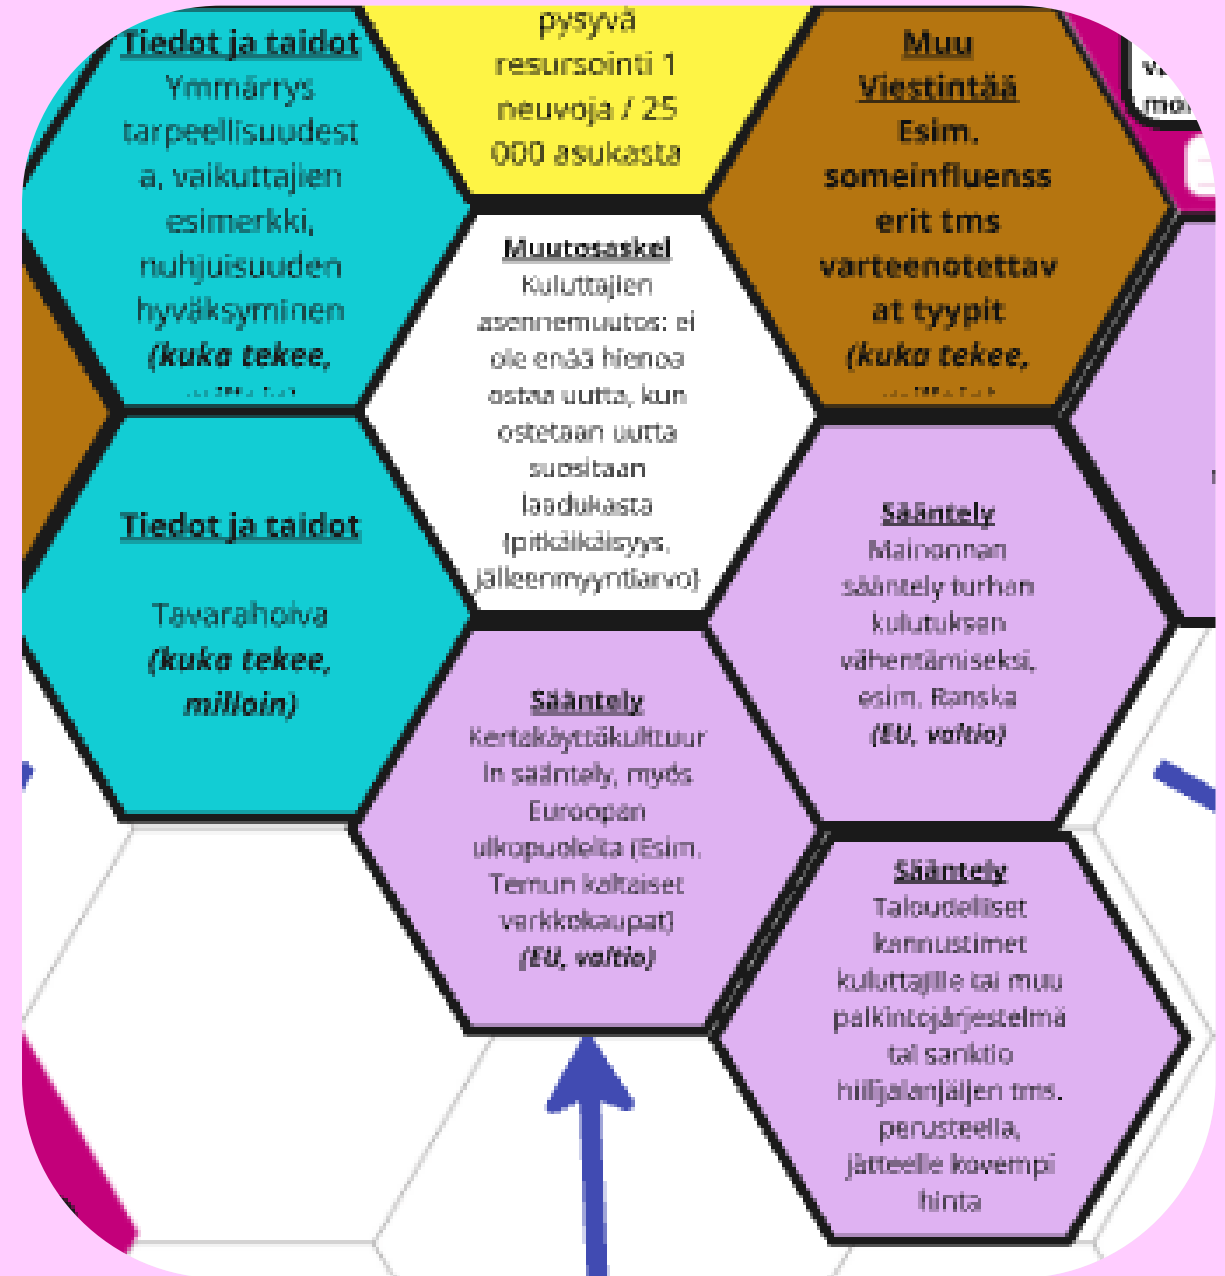 Tiedot ja taidot
Ymmärrys
tarpeellisuudest
a, vaikuttajien
esimerkki,
nuhjuisuuden
hyväksyminen
(kuka tekee,
pysyvä
resursointi 1
neuvoja / 25
000 asukasta
Muu
Viestintää
Esim.
someinfluenss
erit tms
varteenotettav
at tyypit
(kuka tekee,
Muutosaskel
Kuluttajien
asennemuutos: ei
ole enää hienoa
ostaa uutta, kun
ostetaan uutta
suositaan
laadukasta
(pitkäikäisyys,
jälleenmyyntiarvo)
Tiedot ja taidot
Tavarahoiva
(kuka tekee,
milloin)
Sääntely
Mainonnan
sääntely turhan
kulutuksen
vähentämiseksi,
esim. Ranska
(EU, valtio)
Sääntely
Kertakäyttökulttuur
in sääntely, myös
Euroopan
ulkopuolelta (Esim.
Temun kaltaiset
verkkokaupat)
(EU, valtio)
Sääntely
Taloudelliset
kannustimet
kuluttajille tai muu
palkintojärjestelmä
tai sanktio
hiilijalanjäljen tms.
perusteella,
jätteelle kovempi
hinta